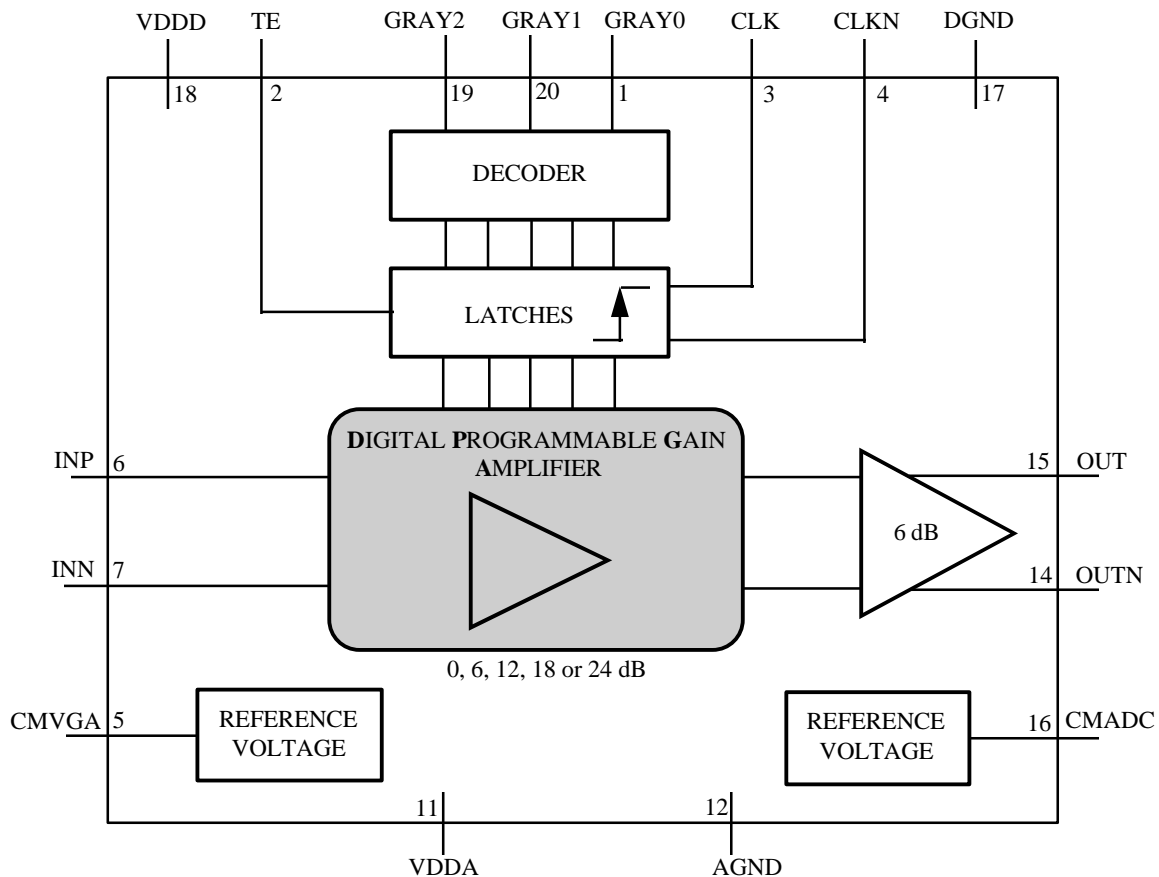 VDDD TE GRAY2 GRAY1 GRAY0 CLK CLKN DGND
18 2 19 20 1 3 4 17
DECODER
LATCHES
DIGITAL PROGRAMMABLE GAIN
AMPLIFIER
INP 6
15 OUT
6 dB
INN 7
14 OUTN
0, 6, 12, 18 or 24 dB
CMVGA 5
REFERENCE
VOLTAGE
REFERENCE
VOLTAGE
16 CMADC
11 12
VDDA AGND